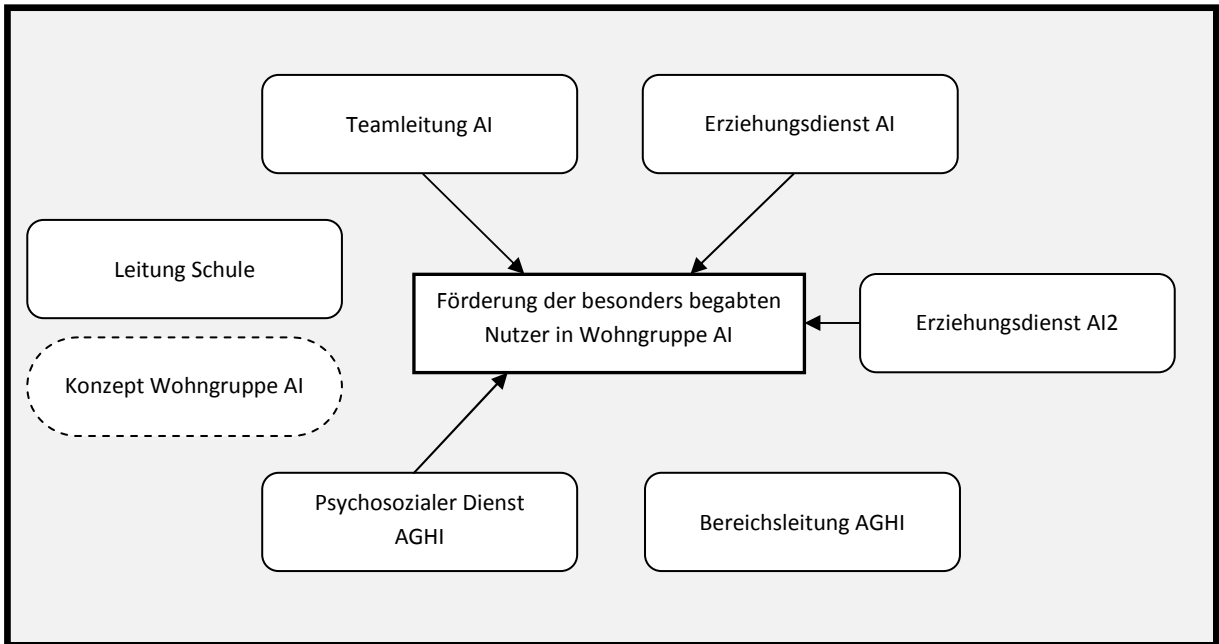 Teamleitung AI
Erziehungsdienst AI
Leitung Schule
Förderung der besonders begabten
Nutzer in Wohngruppe AI
Erziehungsdienst AI2
Konzept Wohngruppe AI
Psychosozialer Dienst
AGHI
Bereichsleitung AGHI